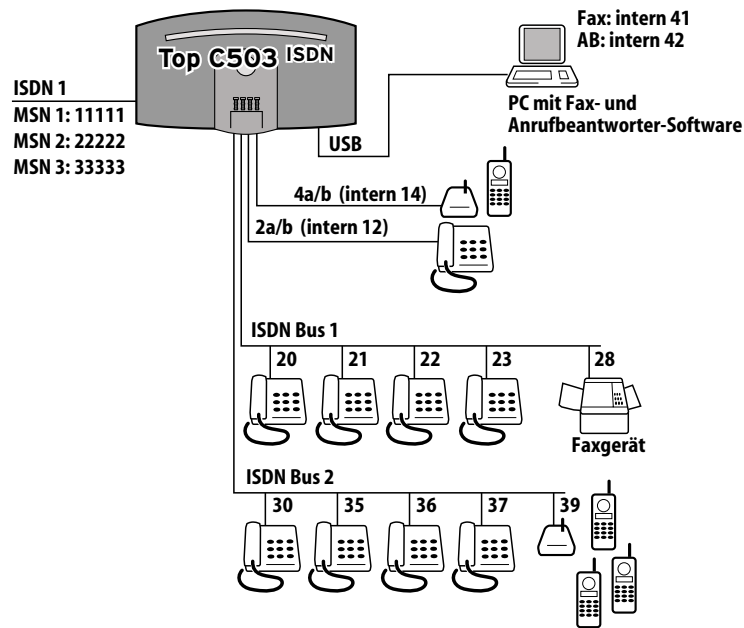 Top C503 ISDN
Fax: intern 41
AB: intern 42
PC mit Fax- und
Anrufbeantworter-Software
ISDN 1
MSN 1: 11111
MSN 2: 22222
MSN 3: 33333
USB
4a/b (intern 14)
2a/b (intern 12)
ISDN Bus 1
20 21 22 23 28
Faxgerät
ISDN Bus 2
30 35 36 37 39